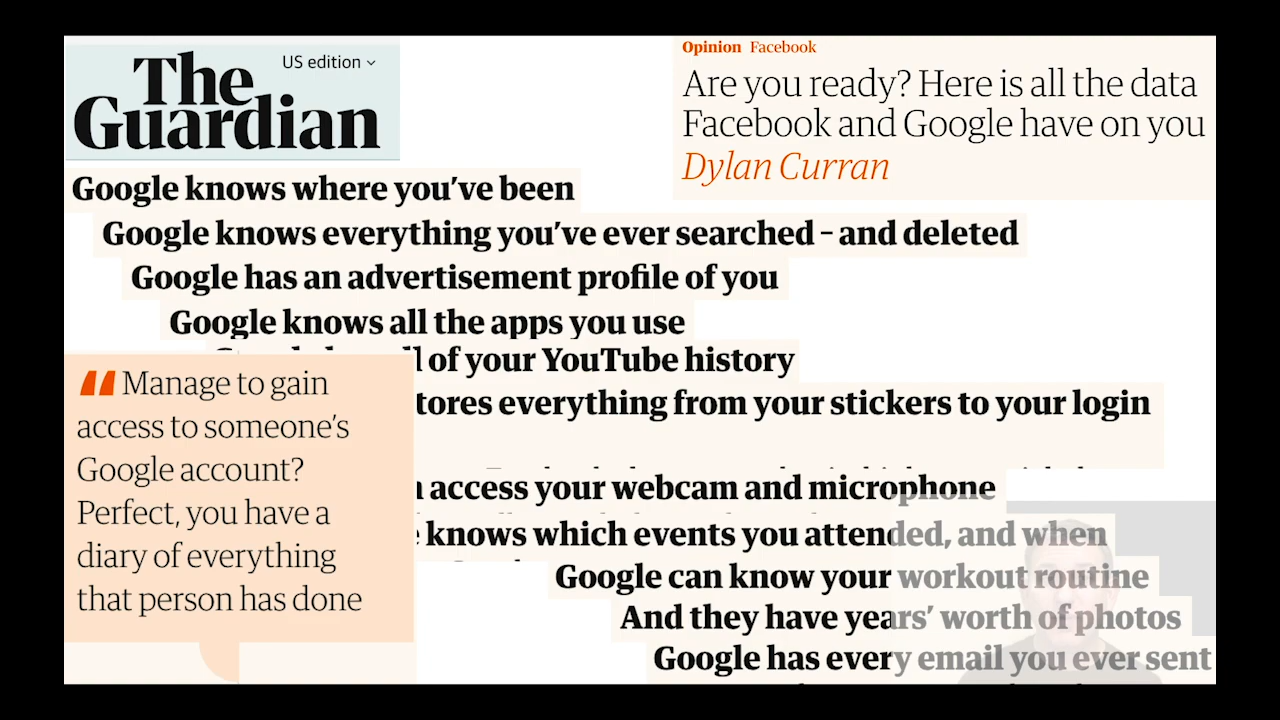 The
Guardian
US edition
Opinion Facebook
Are you ready? Here is all the data
Facebook and Google have on you
Dylan Curran
Google knows where you’ve been
Google knows everything you’ve ever searched – and deleted
Google has an advertisement profile of you
Google knows all the apps you use
of your YouTube history
tores everything from your stickers to your login
access your webcam and microphone
knows which events you attended, and when
Google can know your workout routine
And they have years’ worth of photos
Google has every email you ever sent
“Manage to gain
access to someone’s
Google account?
Perfect, you have a
diary of everything
that person has done